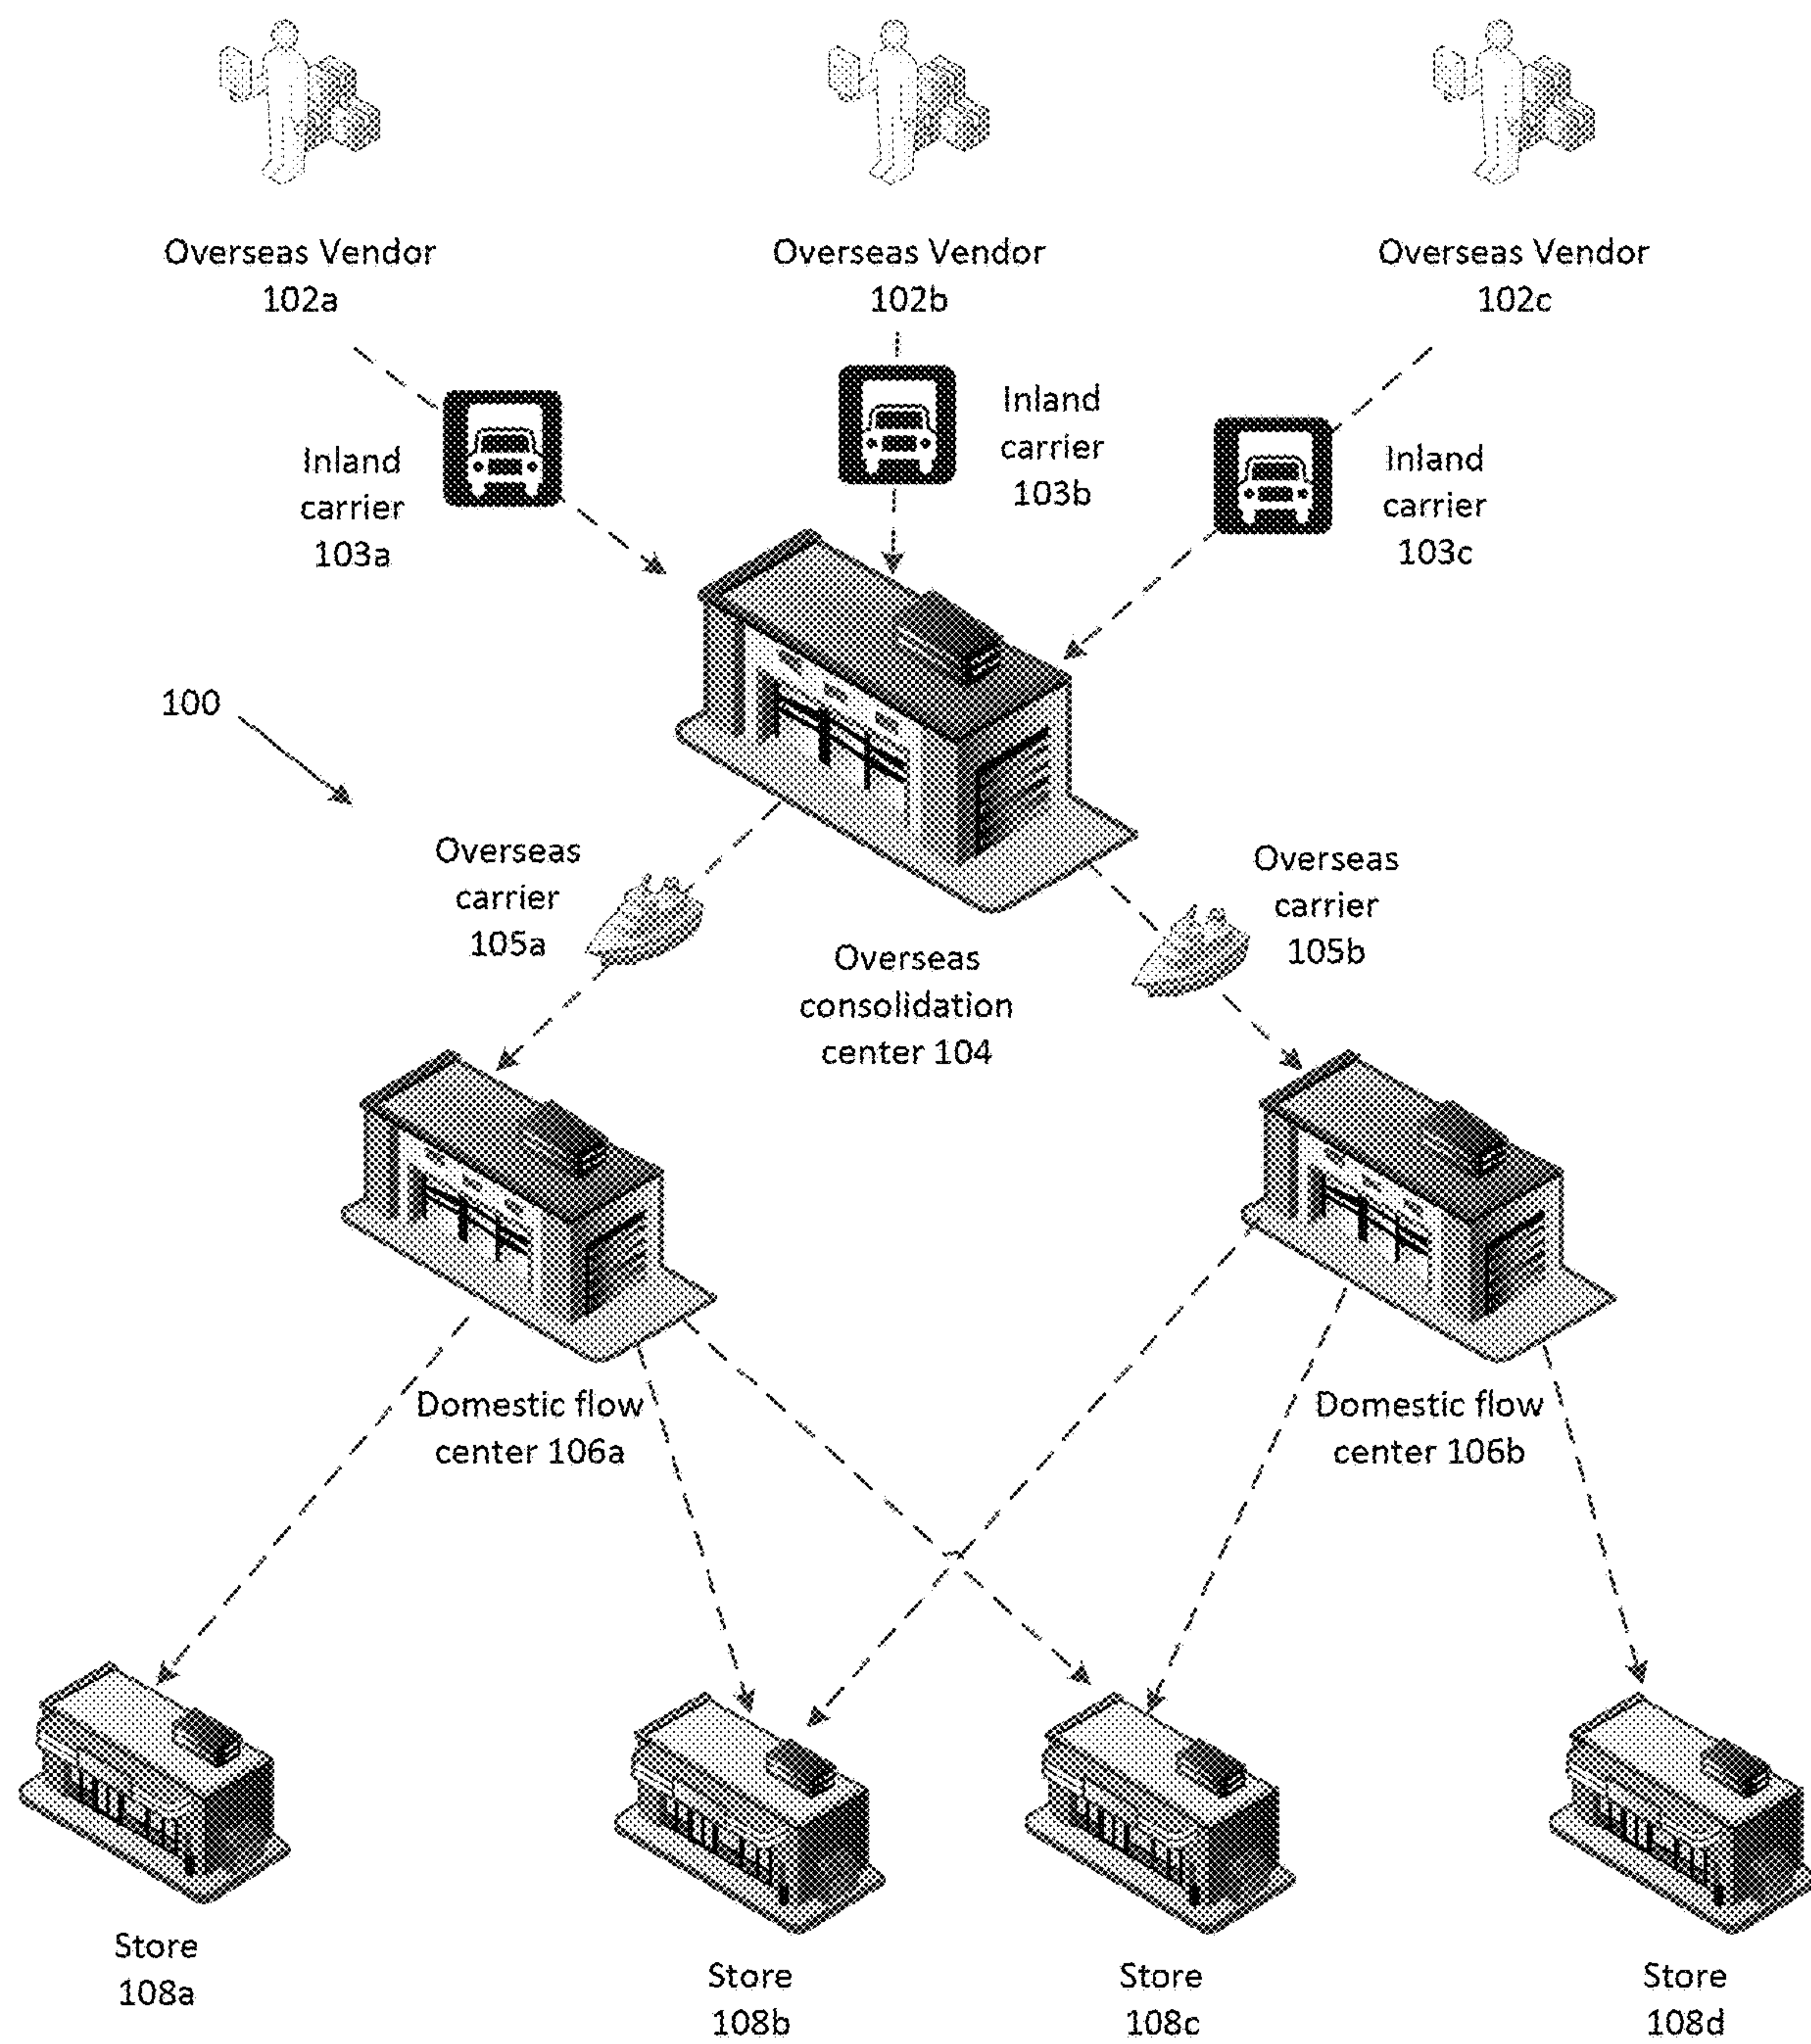 Overseas Vendor
102a
Overseas Vendor
102b
Overseas Vendor
102c
Inland
carrier
103a
Inland
carrier
103b
Inland
carrier
103c
100
Overseas
carrier
105a
Overseas
carrier
105b
Overseas
consolidation
center 104
Domestic flow
center 106a
Domestic flow
center 106b
Store
108a
Store
108b
Store
108c
Store
108d